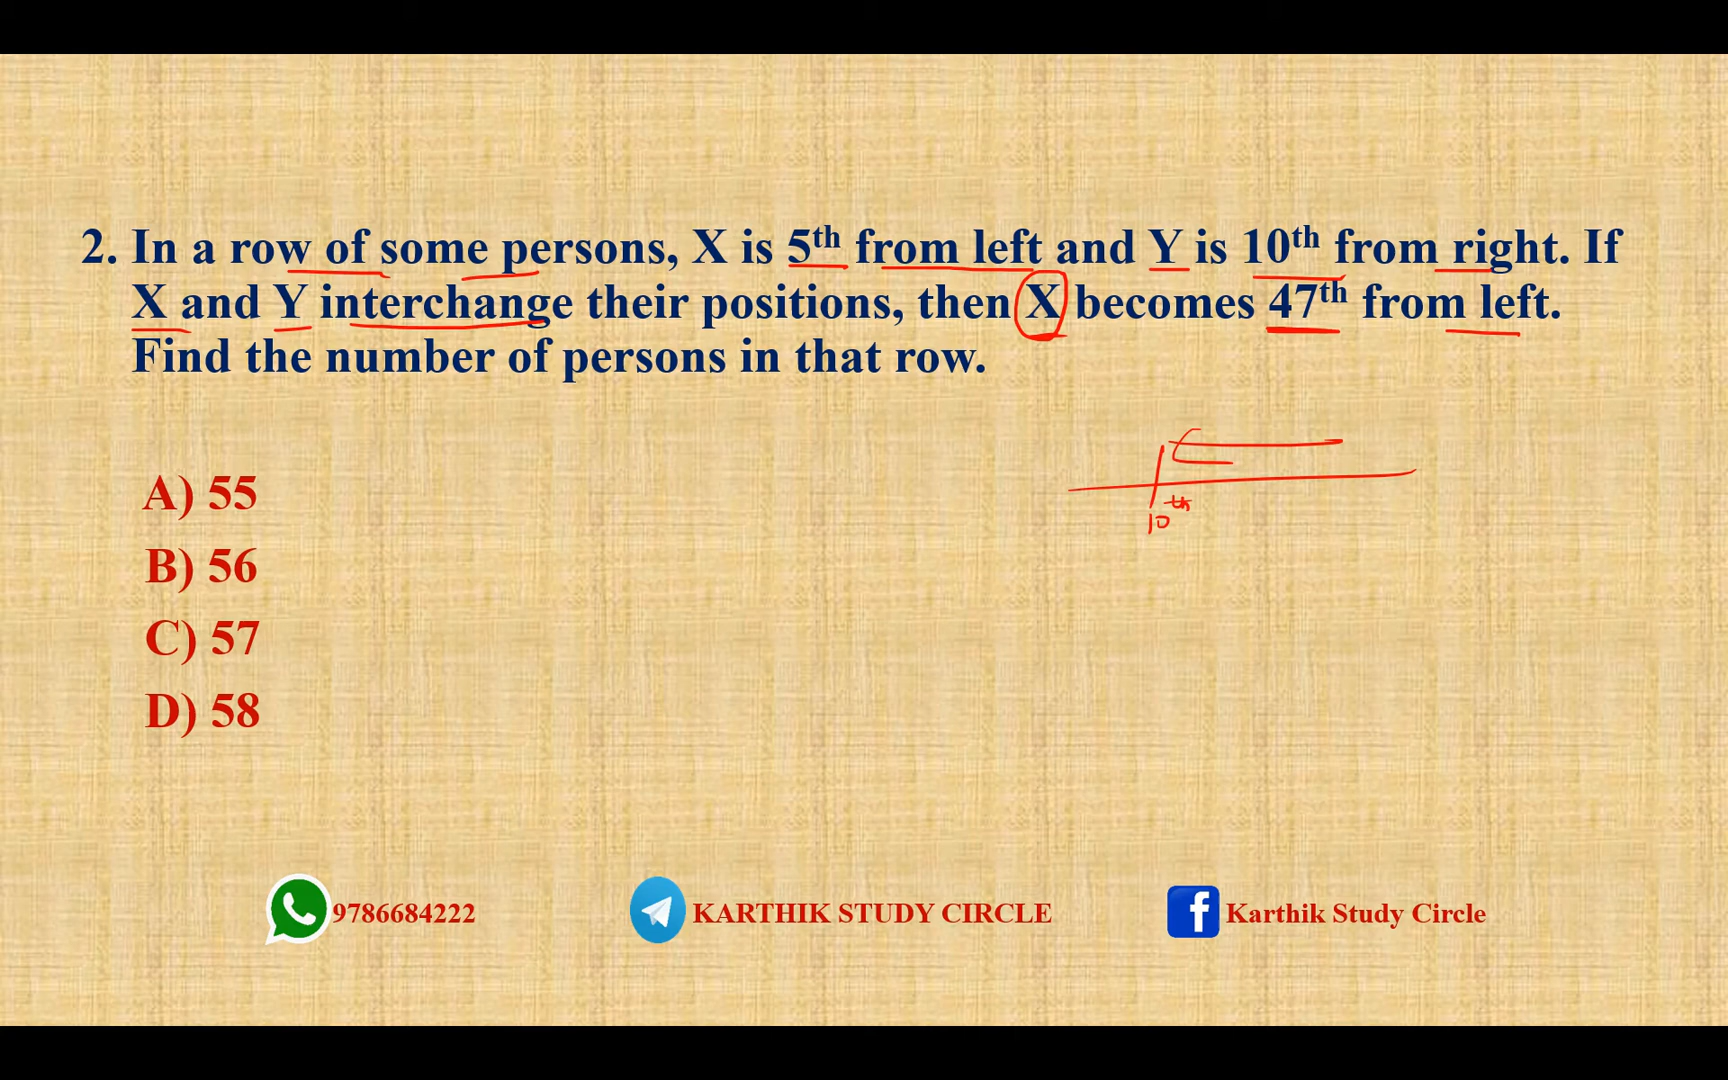 2. In a row of some persons, X is 5th from left and Y is 10th from right. If
X and Y interchange their positions, then X becomes 47th from left.
Find the number of persons in that row.
10th
A) 55
B) 56
C) 57
D) 58
9786684222 KARTHIK STUDY CIRCLE Karthik Study Circle